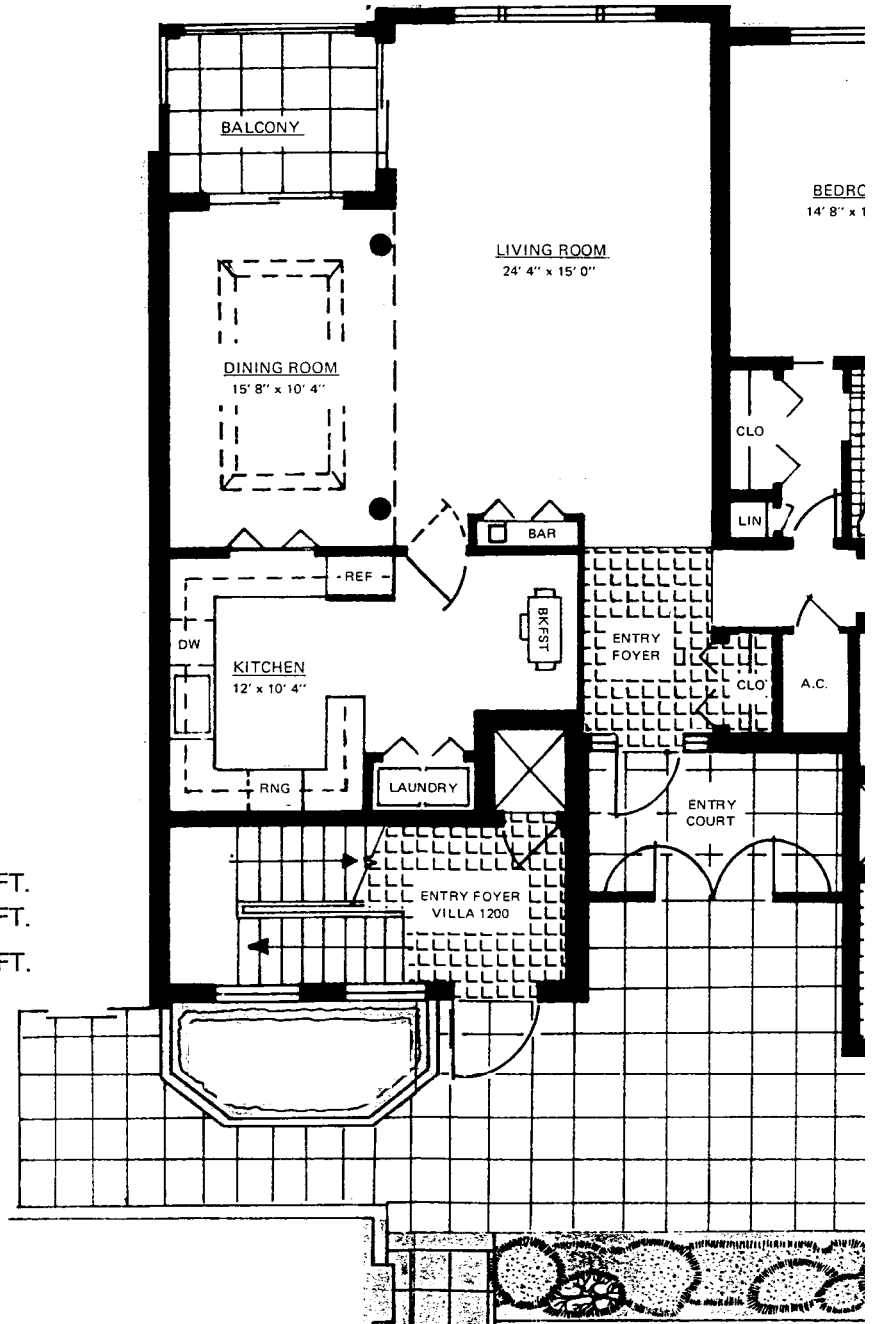 BALCONY
LIVING ROOM
24' 4" x 15' 0"
BEDRO
14' 8" x 1
DINING ROOM
15' 8" x 10' 4"
CLO
LIN
BAR
REF
BKFST
ENTRY
FOYER
DW
KITCHEN
12' x 10' 4"
CLO
A.C.
RNG
LAUNDRY
ENTRY
COURT
ENTRY FOYER
VILLA 1200
FT.
FT.
FT.